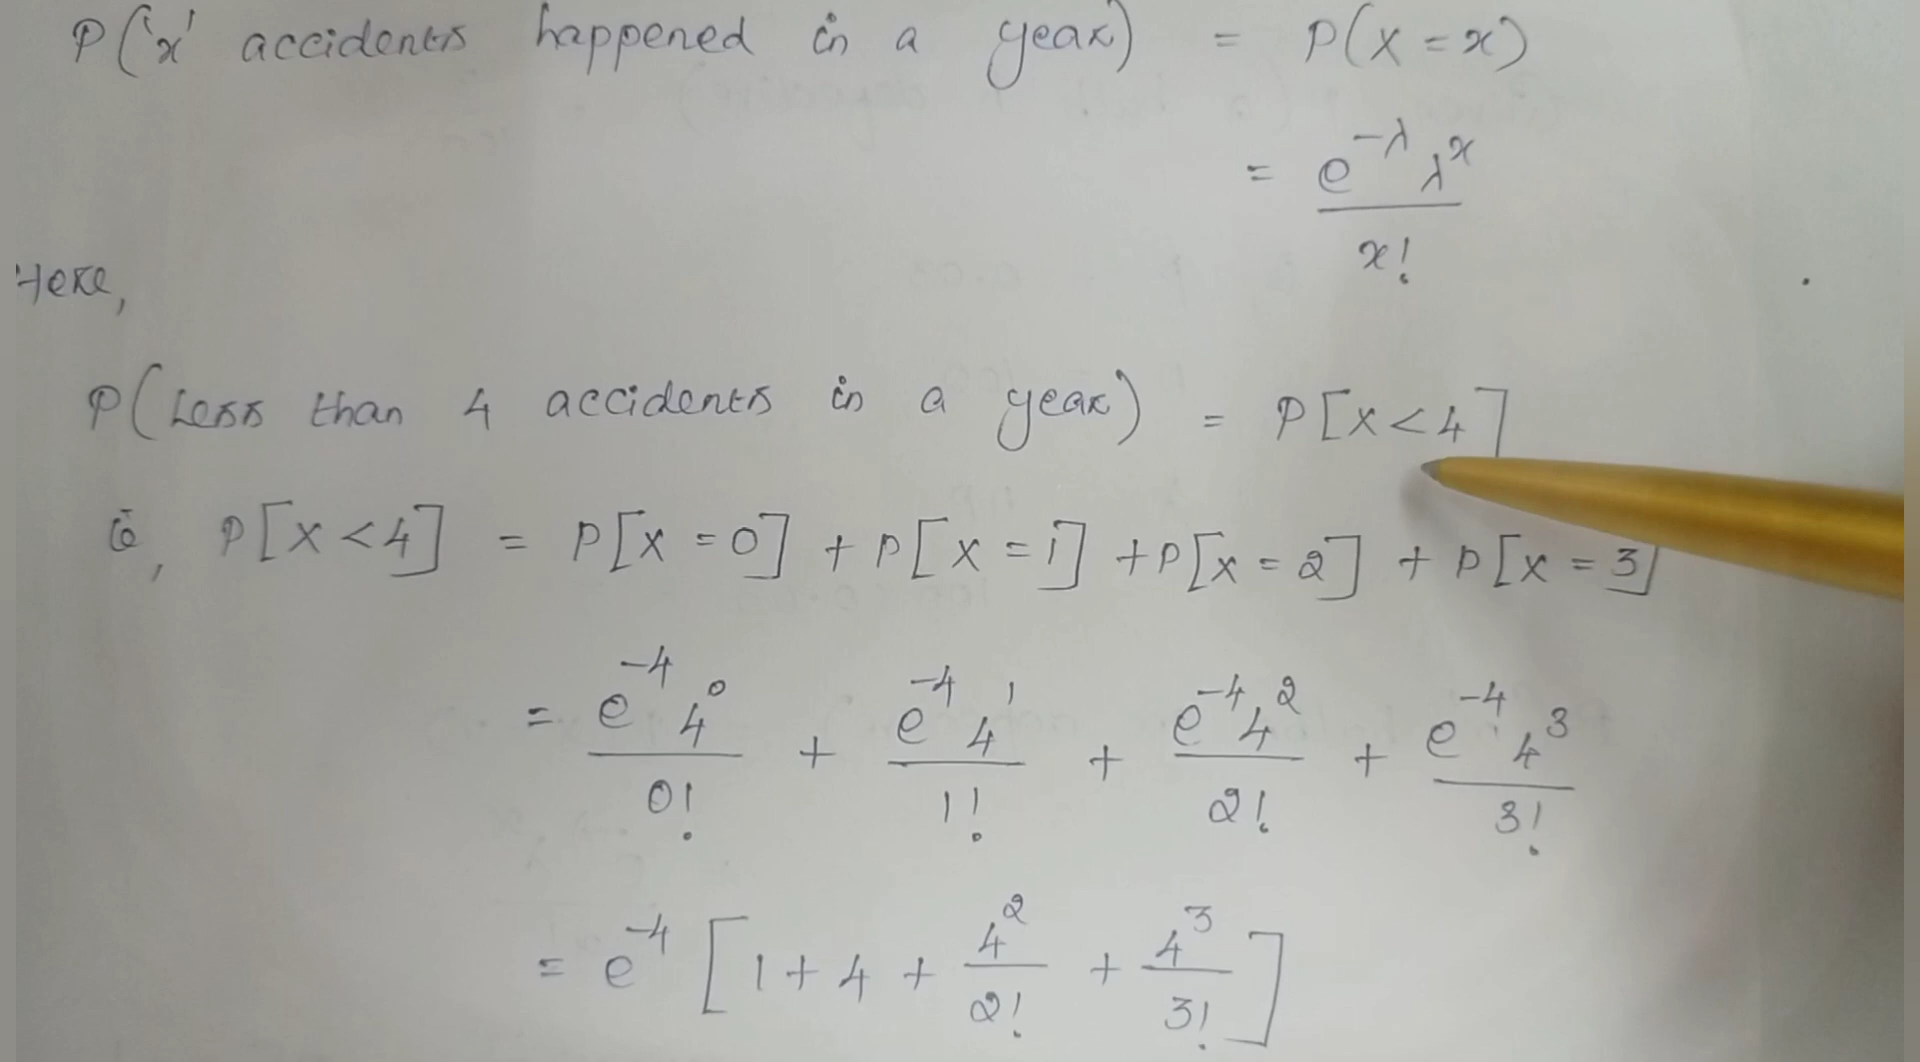 P('x' accidents happened in a year) = P(X = x)
= e^{-λ} λ^x / x!
Here,
P(Less than 4 accidents in a year) = P[X < 4]
ie, P[X < 4] = P[X = 0] + P[X = 1] + P[X = 2] + P[X = 3]
= e^{-4} 4^0 / 0! + e^{-4} 4^1 / 1! + e^{-4} 4^2 / 2! + e^{-4} 4^3 / 3!
= e^{-4} [1 + 4 + 4^2 / 2! + 4^3 / 3!]